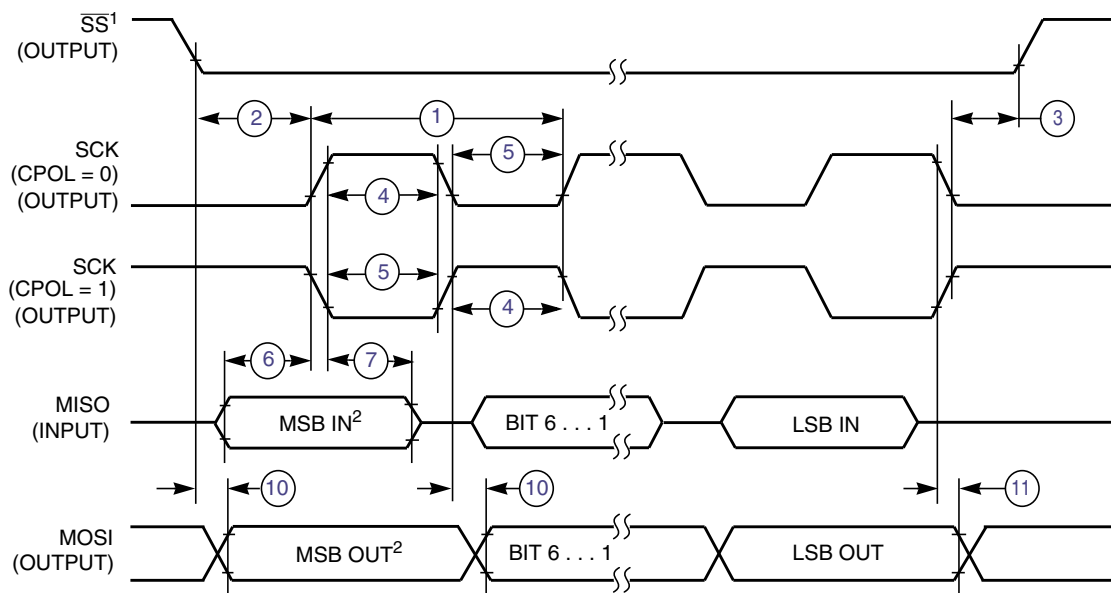 SS¹
(OUTPUT)
2
1
3
SCK
(CPOL = 0)
(OUTPUT)
5
4
SCK
(CPOL = 1)
(OUTPUT)
5
4
6
7
MISO
(INPUT)
MSB IN²
BIT 6 . . . 1
LSB IN
10
10
11
MOSI
(OUTPUT)
MSB OUT²
BIT 6 . . . 1
LSB OUT